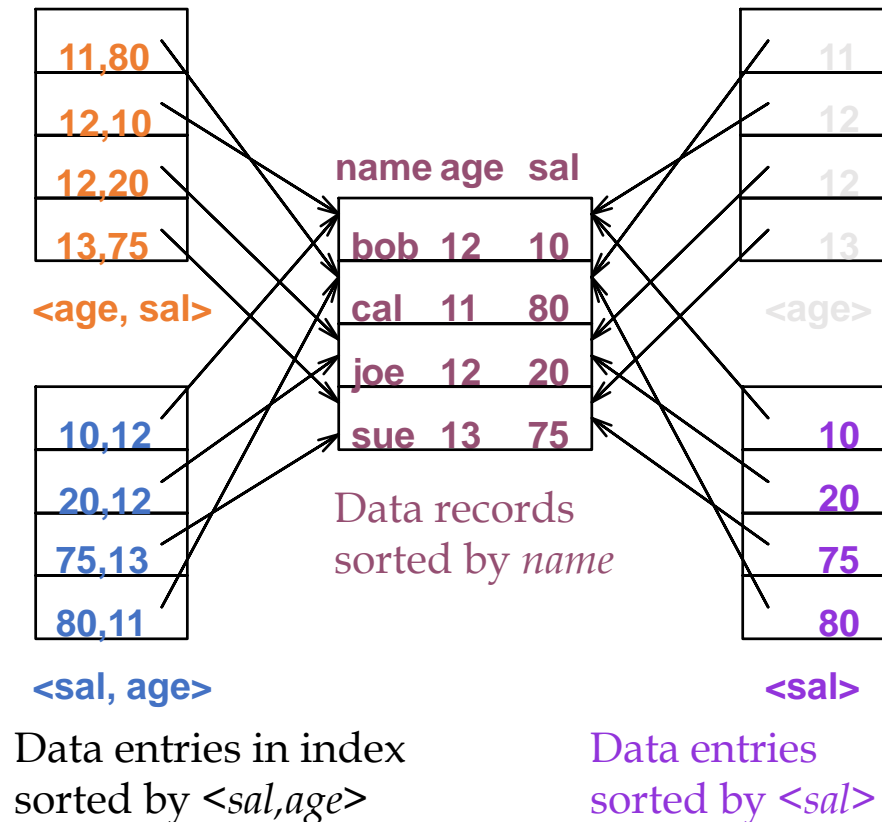 11,80
12,10
12,20
13,75
<age, sal>
10,12
20,12
75,13
80,11
<sal, age>
Data entries in index
sorted by <sal,age>
name age sal
bob 12 10
cal 11 80
joe 12 20
sue 13 75
Data records
sorted by name
11
12
12
13
<age>
10
20
75
80
<sal>
Data entries
sorted by <sal>